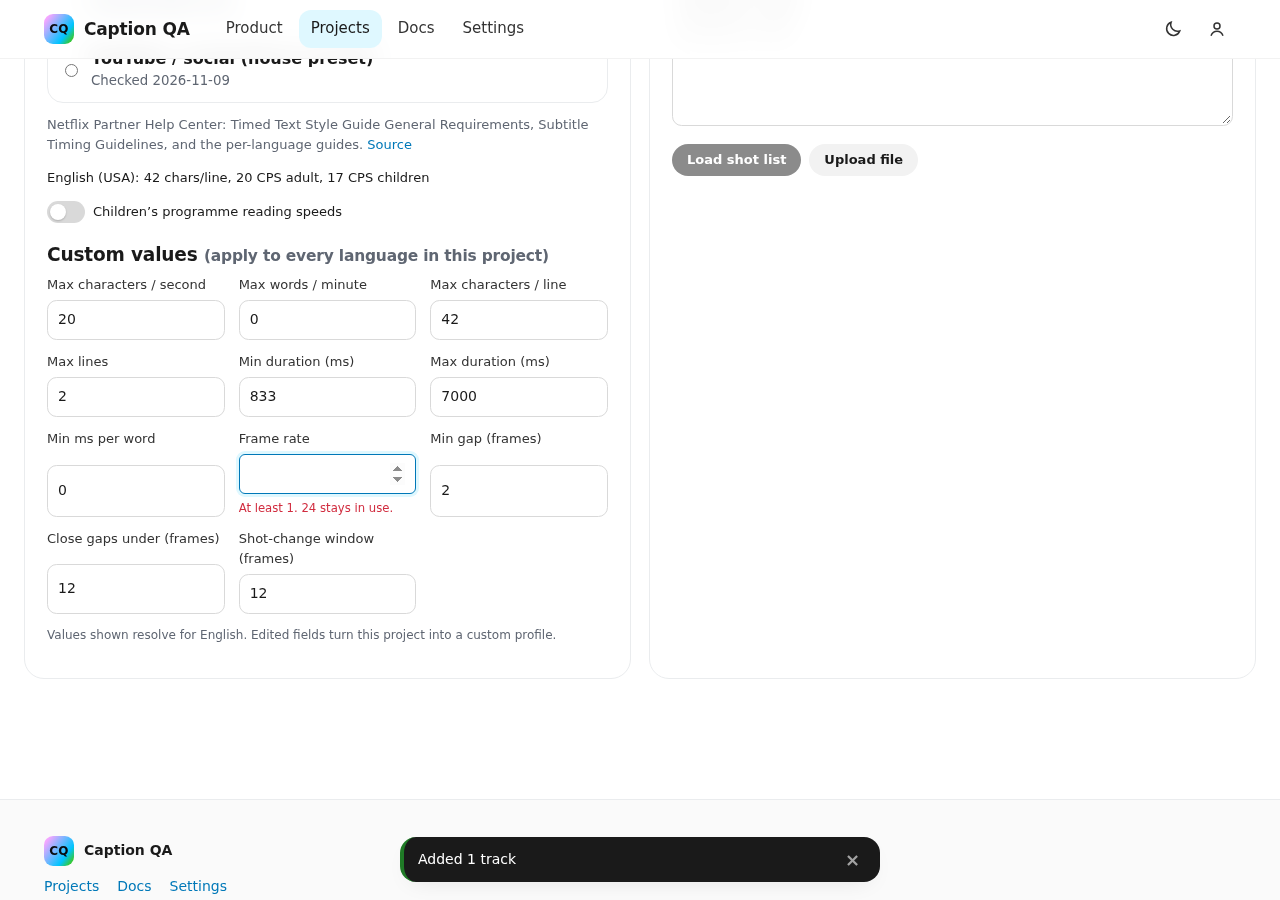 CQ Caption QA Product Projects Docs Settings
YouTube / social (house preset)
Checked 2026-11-09
Netflix Partner Help Center: Timed Text Style Guide General Requirements, Subtitle
Timing Guidelines, and the per-language guides. Source
English (USA): 42 chars/line, 20 CPS adult, 17 CPS children
Children’s programme reading speeds
Custom values (apply to every language in this project)
Max characters / second
20
Max words / minute
0
Max characters / line
42
Max lines
2
Min duration (ms)
833
Max duration (ms)
7000
Min ms per word
0
Frame rate
At least 1. 24 stays in use.
Min gap (frames)
2
Close gaps under (frames)
12
Shot-change window
(frames)
12
Values shown resolve for English. Edited fields turn this project into a custom profile.
Load shot list Upload file
CQ Caption QA
Projects Docs Settings
Added 1 track